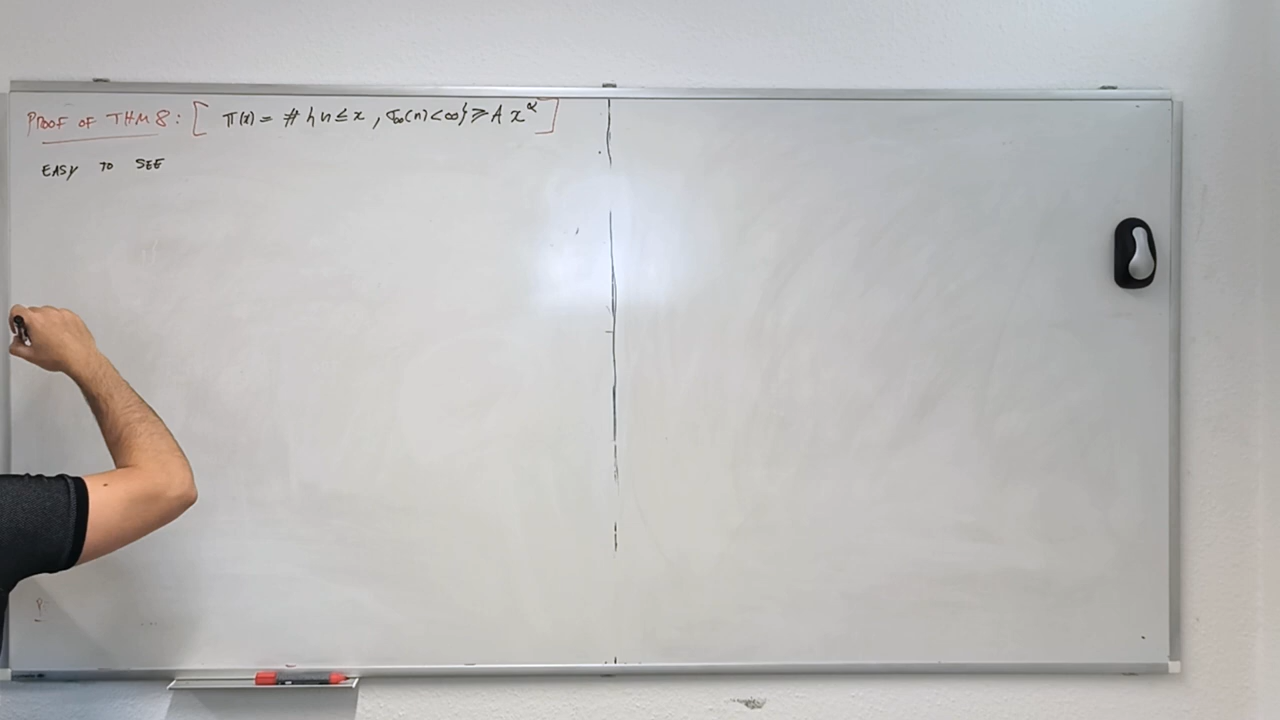 PROOF OF THM 8: [ π(x) = # { n ≤ x , σ∞(n) < ∞ } ≥ A x^α ]
EASY TO SEE